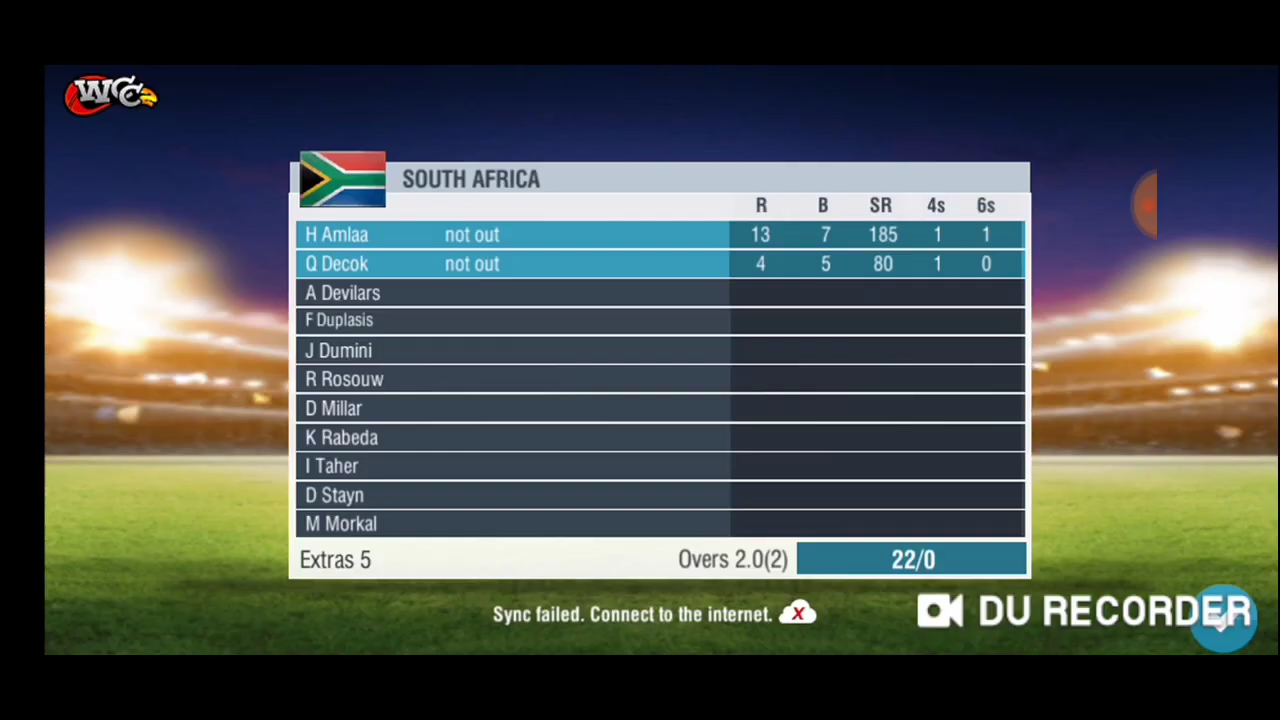 WCC
SOUTH AFRICA
R B SR 4s 6s
H Amlaa not out 13 7 185 1 1
Q Decok not out 4 5 80 1 0
A Devilars
F Duplasis
J Dumini
R Rosouw
D Millar
K Rabeda
I Taher
D Stayn
M Morkal
Extras 5 Overs 2.0(2) 22/0
Sync failed. Connect to the internet. X
DU RECORDER